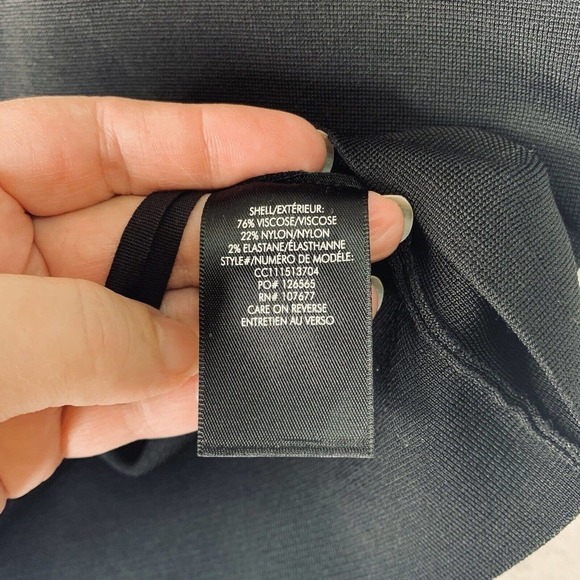 SHELL/EXTÉRIEUR:
76% VISCOSE/VISCOSE
22% NYLON/NYLON
2% ELASTANE/ÉLASTHANNE
STYLE#/NUMÉRO DE MODÈLE:
CC111513704
PO# 126565
RN# 107677
CARE ON REVERSE
ENTRETIEN AU VERSO